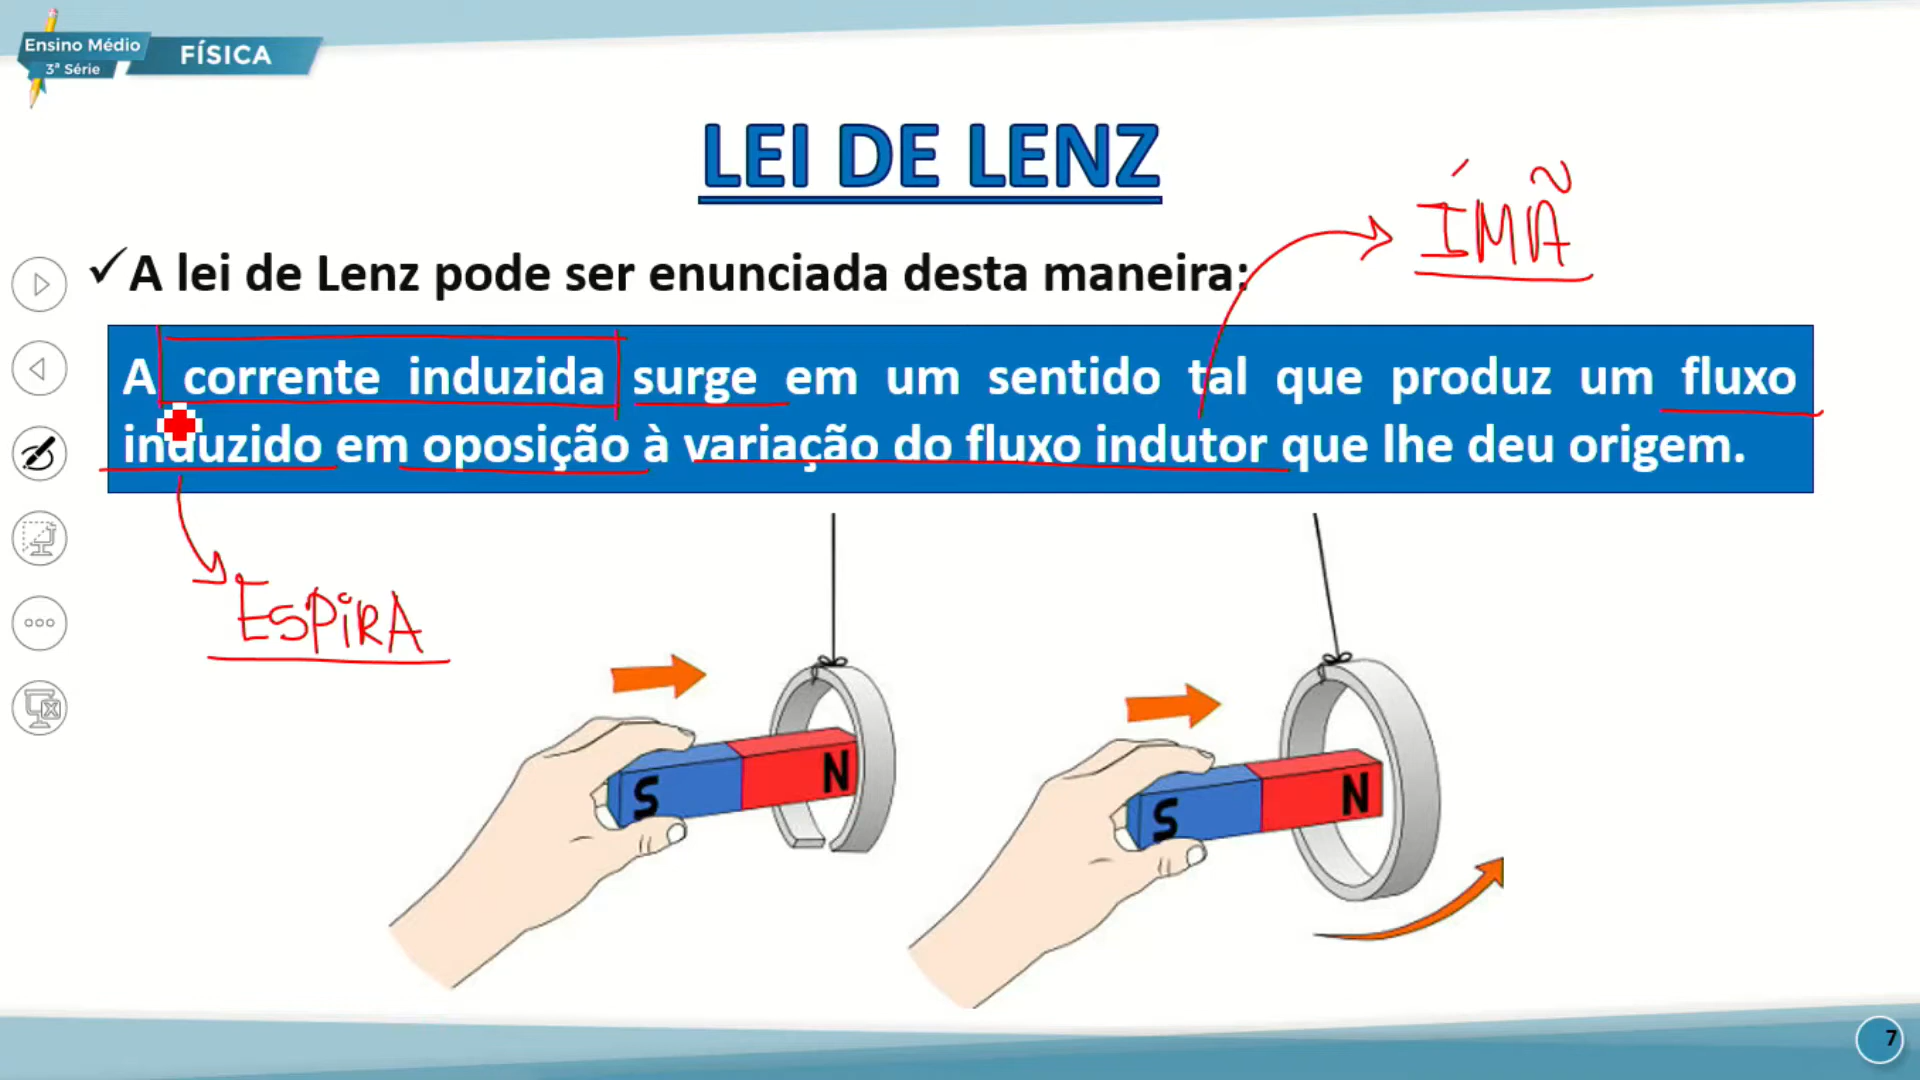 Ensino Médio
3ª Série
FÍSICA
LEI DE LENZ
ÍMÃ
✓A lei de Lenz pode ser enunciada desta maneira:
A corrente induzida surge em um sentido tal que produz um fluxo
induzido em oposição à variação do fluxo indutor que lhe deu origem.
ESPIRA
S N
S N
7